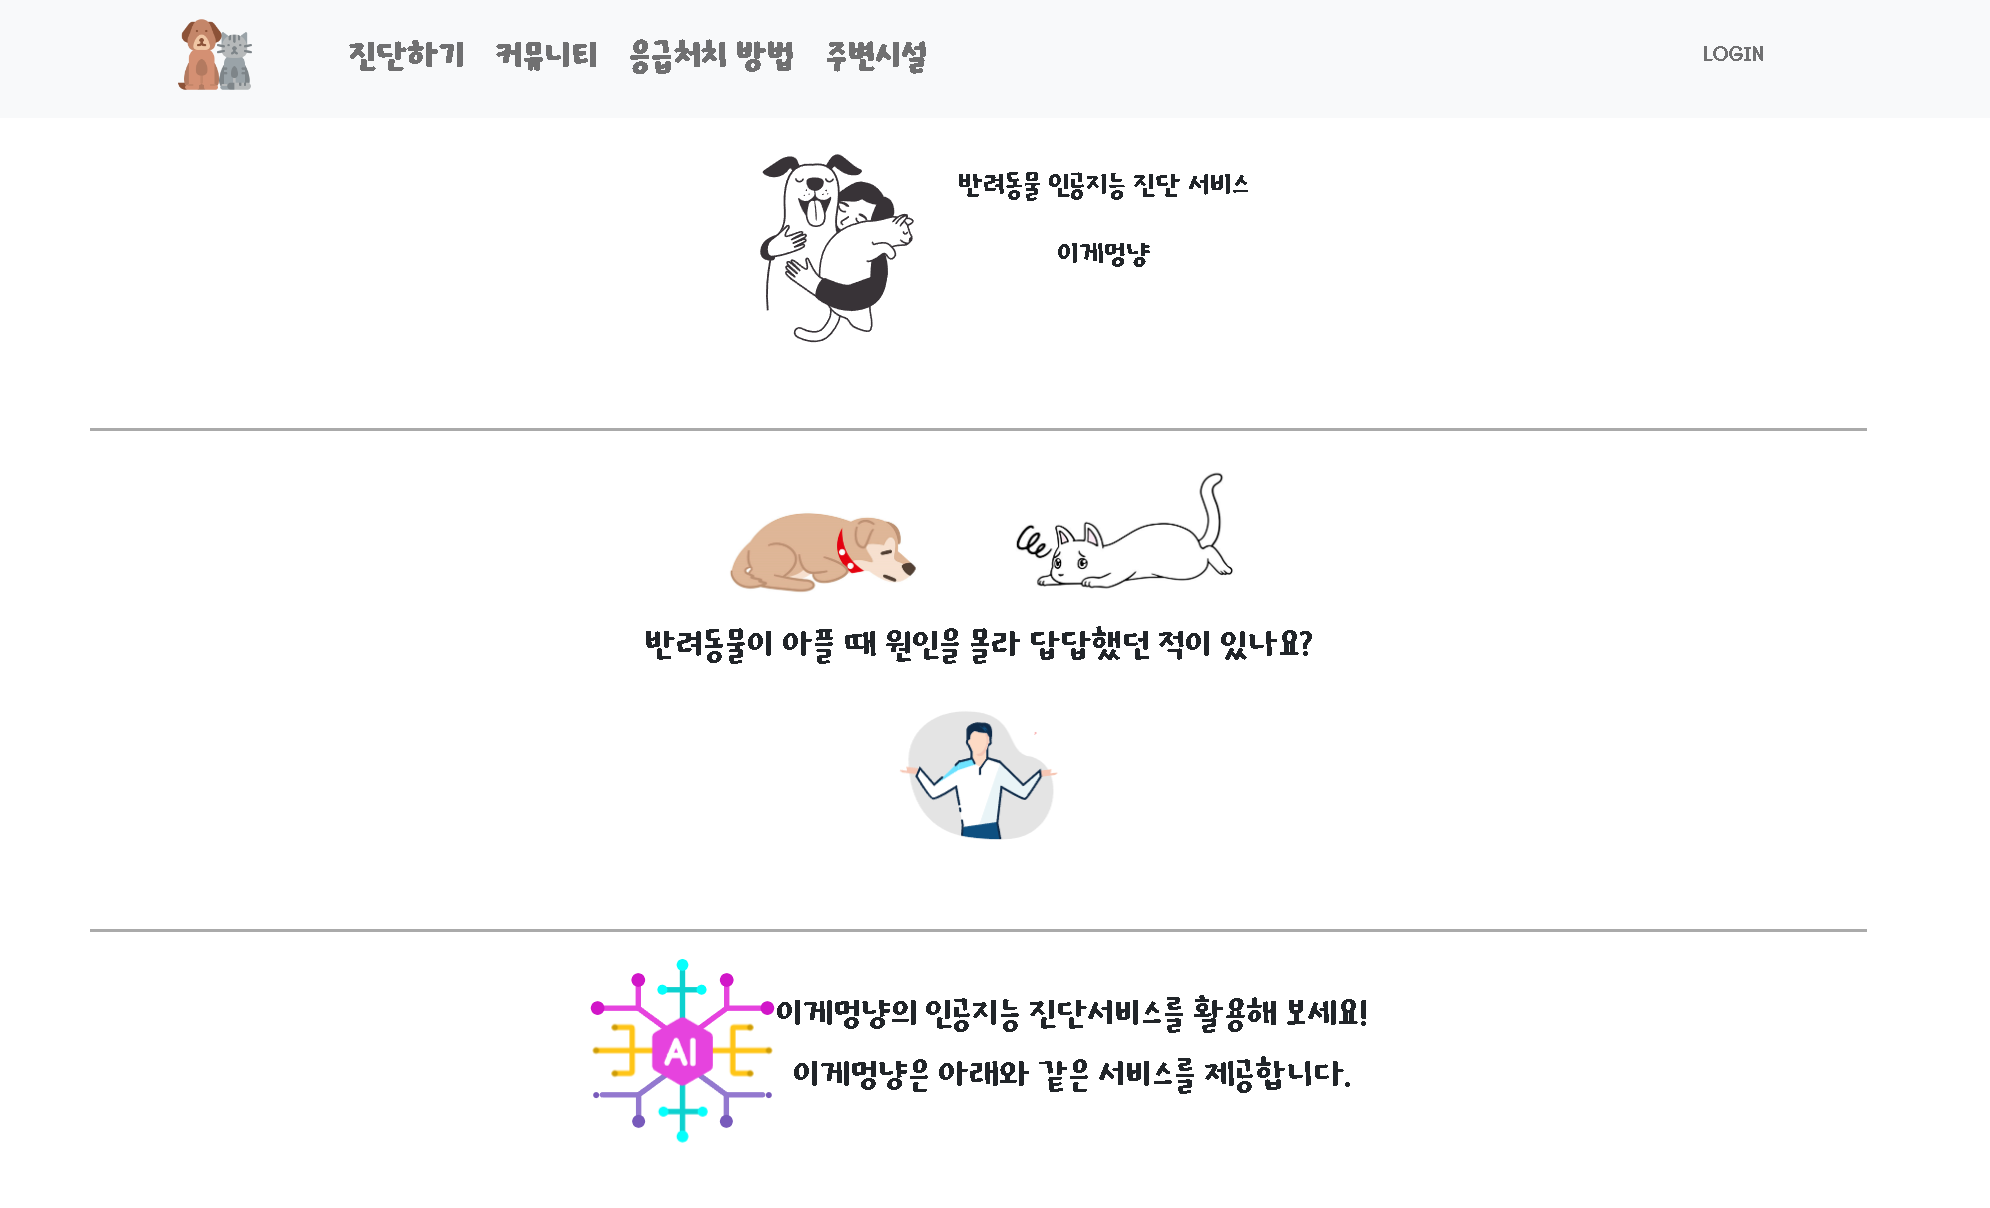 진단하기 커뮤니티 응급처치 방법 주변시설 LOGIN
반려동물 인공지능 진단 서비스
이게멍냥
반려동물이 아플 때 원인을 몰라 답답했던 적이 있나요?
AI
이게멍냥의 인공지능 진단서비스를 활용해 보세요!
이게멍냥은 아래와 같은 서비스를 제공합니다.